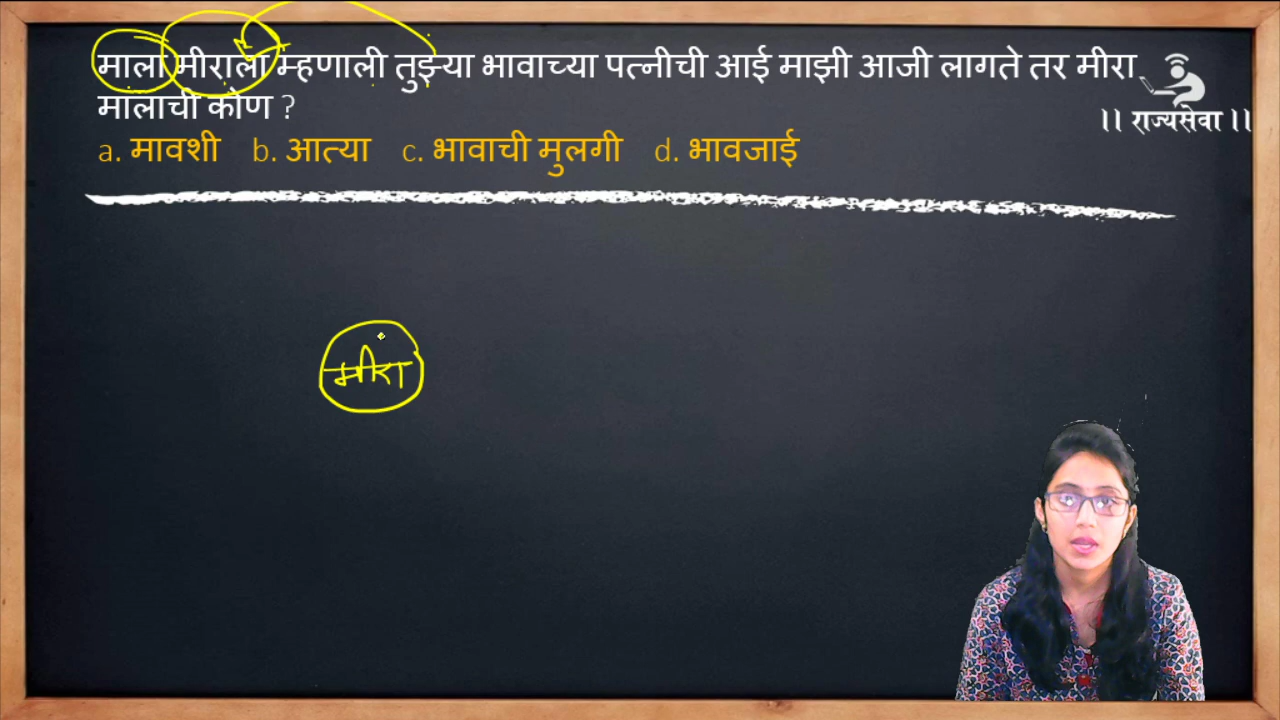 माला मीराला म्हणाली तुझ्या भावाच्या पत्नीची आई माझी आजी लागते तर मीरा
मालाची कोण ?
a. मावशी b. आत्या c. भावाची मुलगी d. भावजाई
।। राज्यसेवा ।।
मीरा